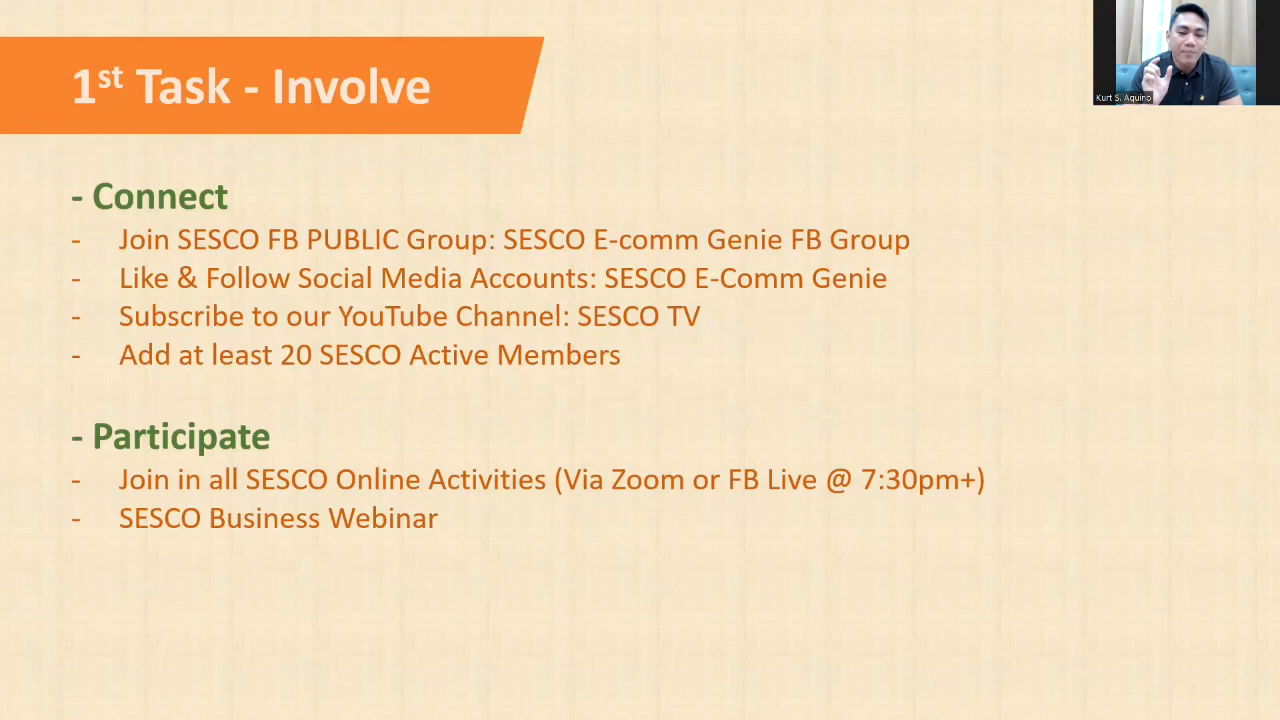 1st Task - Involve
Kurt S. Aquino
- Connect
- Join SESCO FB PUBLIC Group: SESCO E-comm Genie FB Group
- Like & Follow Social Media Accounts: SESCO E-Comm Genie
- Subscribe to our YouTube Channel: SESCO TV
- Add at least 20 SESCO Active Members
- Participate
- Join in all SESCO Online Activities (Via Zoom or FB Live @ 7:30pm+)
- SESCO Business Webinar